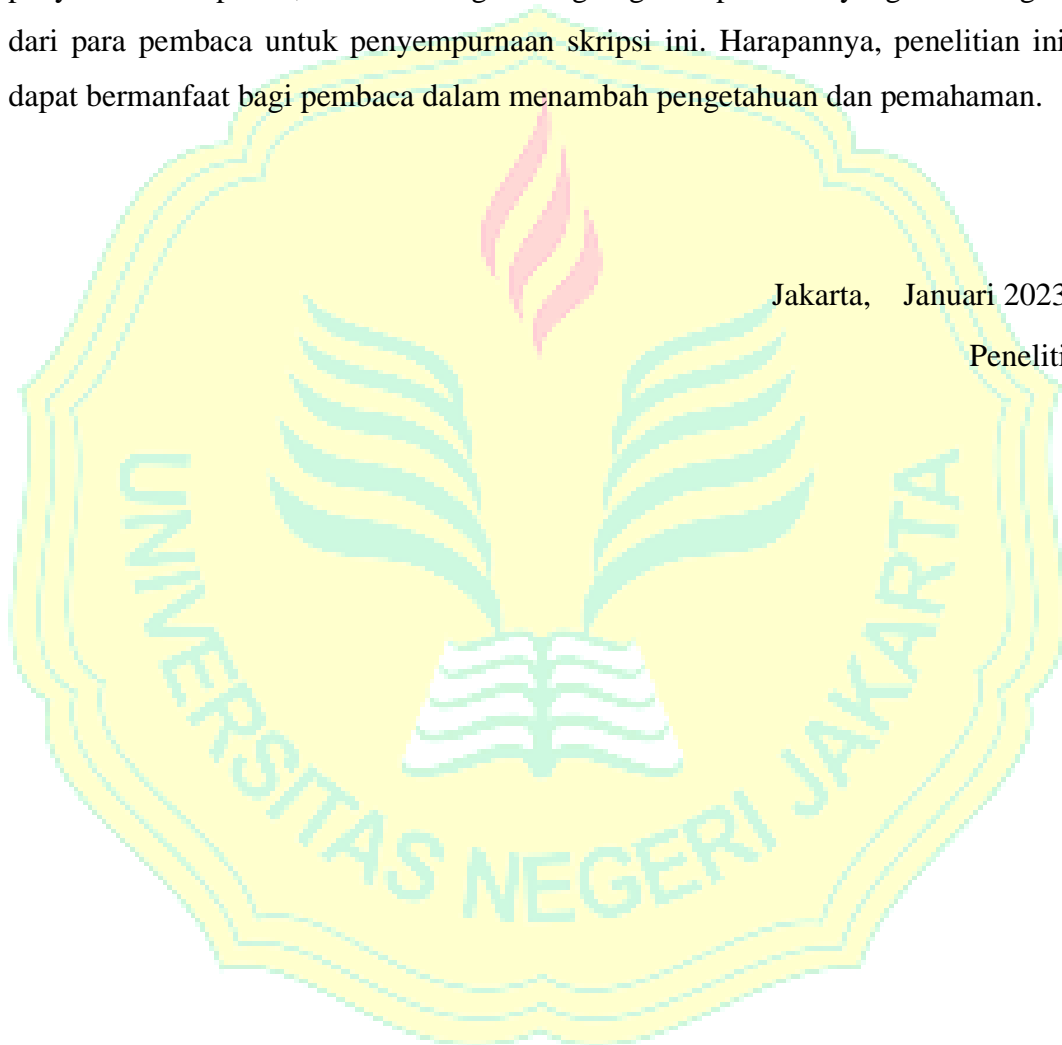 dari para pembaca untuk penyempurnaan skripsi ini. Harapannya, penelitian ini
dapat bermanfaat bagi pembaca dalam menambah pengetahuan dan pemahaman.
Jakarta, Januari 2023
Peneliti
UNIVERSITAS NEGERI JAKARTA